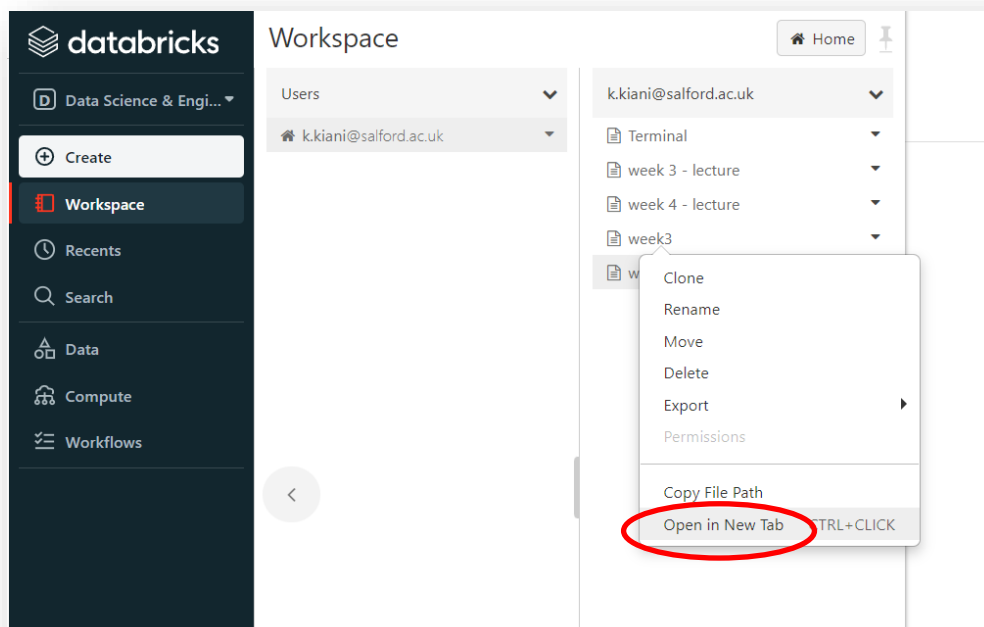 databricks
D Data Science & Engi...
Create
Workspace
Recents
Search
Data
Compute
Workflows
Workspace
Home
Users
k.kiani@salford.ac.uk
k.kiani@salford.ac.uk
Terminal
week 3 - lecture
week 4 - lecture
week3
w
Clone
Rename
Move
Delete
Export
Permissions
Copy File Path
Open in New Tab CTRL+CLICK